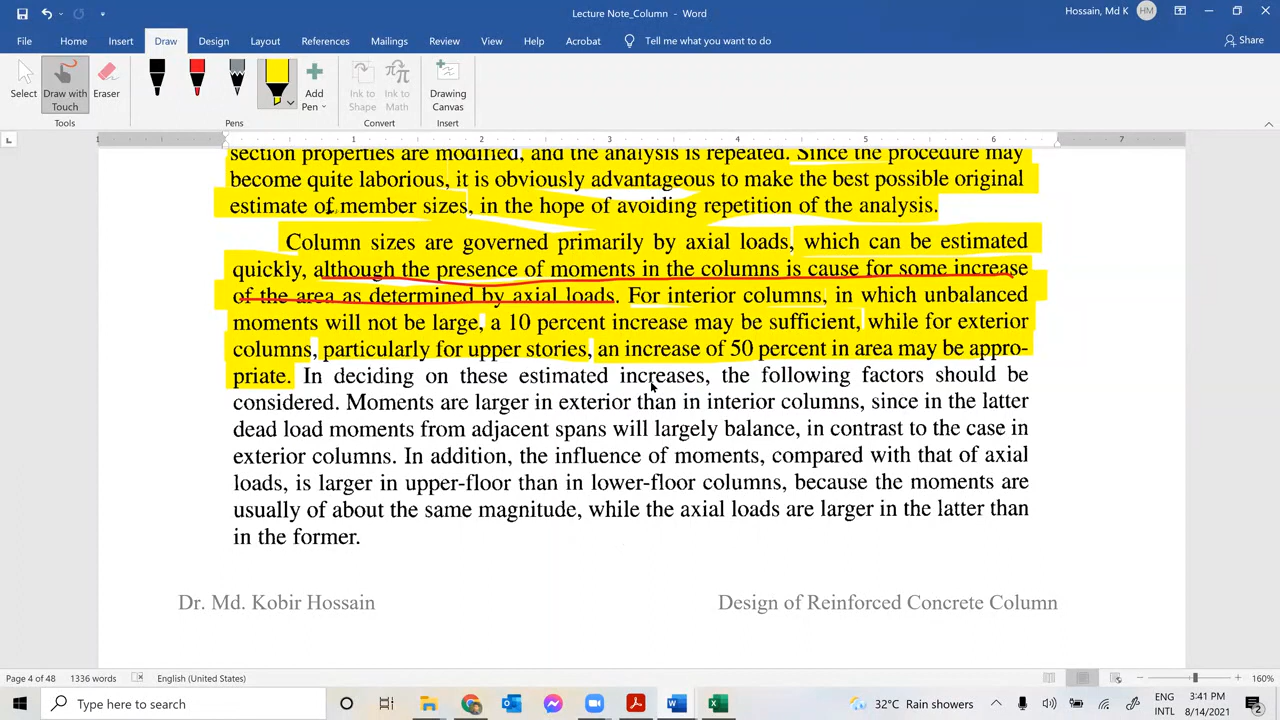 Lecture Note_Column - Word
Hossain, Md K
HM
File Home Insert Draw Design Layout References Mailings Review View Help Acrobat Tell me what you want to do
Share
Select
Draw with Touch
Eraser
Add Pen
Ink to Shape
Ink to Math
Drawing Canvas
Tools
Pens
Convert
Insert
1 1 2 3 4 5 6 7
section properties are modified, and the analysis is repeated. Since the procedure may
become quite laborious, it is obviously advantageous to make the best possible original
estimate of member sizes, in the hope of avoiding repetition of the analysis.
Column sizes are governed primarily by axial loads, which can be estimated
quickly, although the presence of moments in the columns is cause for some increase
of the area as determined by axial loads. For interior columns, in which unbalanced
moments will not be large, a 10 percent increase may be sufficient, while for exterior
columns, particularly for upper stories, an increase of 50 percent in area may be appro-
priate. In deciding on these estimated increases, the following factors should be
considered. Moments are larger in exterior than in interior columns, since in the latter
dead load moments from adjacent spans will largely balance, in contrast to the case in
exterior columns. In addition, the influence of moments, compared with that of axial
loads, is larger in upper-floor than in lower-floor columns, because the moments are
usually of about the same magnitude, while the axial loads are larger in the latter than
in the former.
Dr. Md. Kobir Hossain
Design of Reinforced Concrete Column
Page 4 of 48 1336 words English (United States)
160%
Type here to search
32°C Rain showers
ENG
INTL
3:41 PM
8/14/2021
2